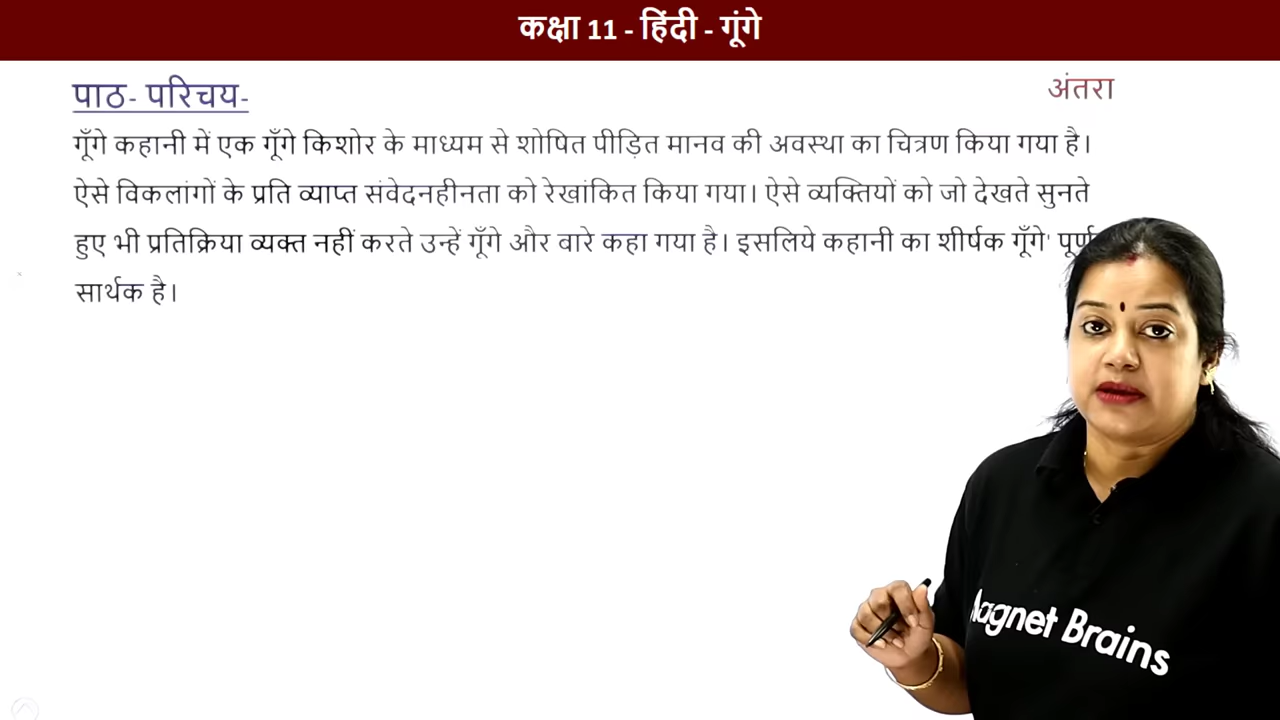 कक्षा 11 - हिंदी - गूंगे
पाठ- परिचय-
अंतरा
गूँगे कहानी में एक गूँगे किशोर के माध्यम से शोषित पीड़ित मानव की अवस्था का चित्रण किया गया है।
ऐसे विकलांगों के प्रति व्याप्त संवेदनहीनता को रेखांकित किया गया। ऐसे व्यक्तियों को जो देखते सुनते
हुए भी प्रतिक्रिया व्यक्त नहीं करते उन्हें गूँगे और वारे कहा गया है। इसलिये कहानी का शीर्षक गूँगे' पूर्ण
सार्थक है।
Magnet Brains